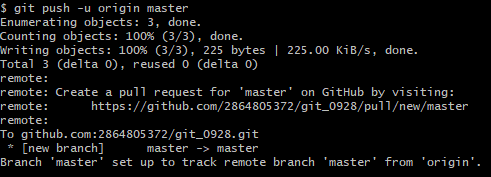 $ git push -u origin master
Enumerating objects: 3, done.
Counting objects: 100% (3/3), done.
Writing objects: 100% (3/3), 225 bytes | 225.00 KiB/s, done.
Total 3 (delta 0), reused 0 (delta 0)
remote:
remote: Create a pull request for 'master' on GitHub by visiting:
remote:      https://github.com/2864805372/git_0928/pull/new/master
remote:
To github.com:2864805372/git_0928.git
 * [new branch]      master -> master
Branch 'master' set up to track remote branch 'master' from 'origin'.